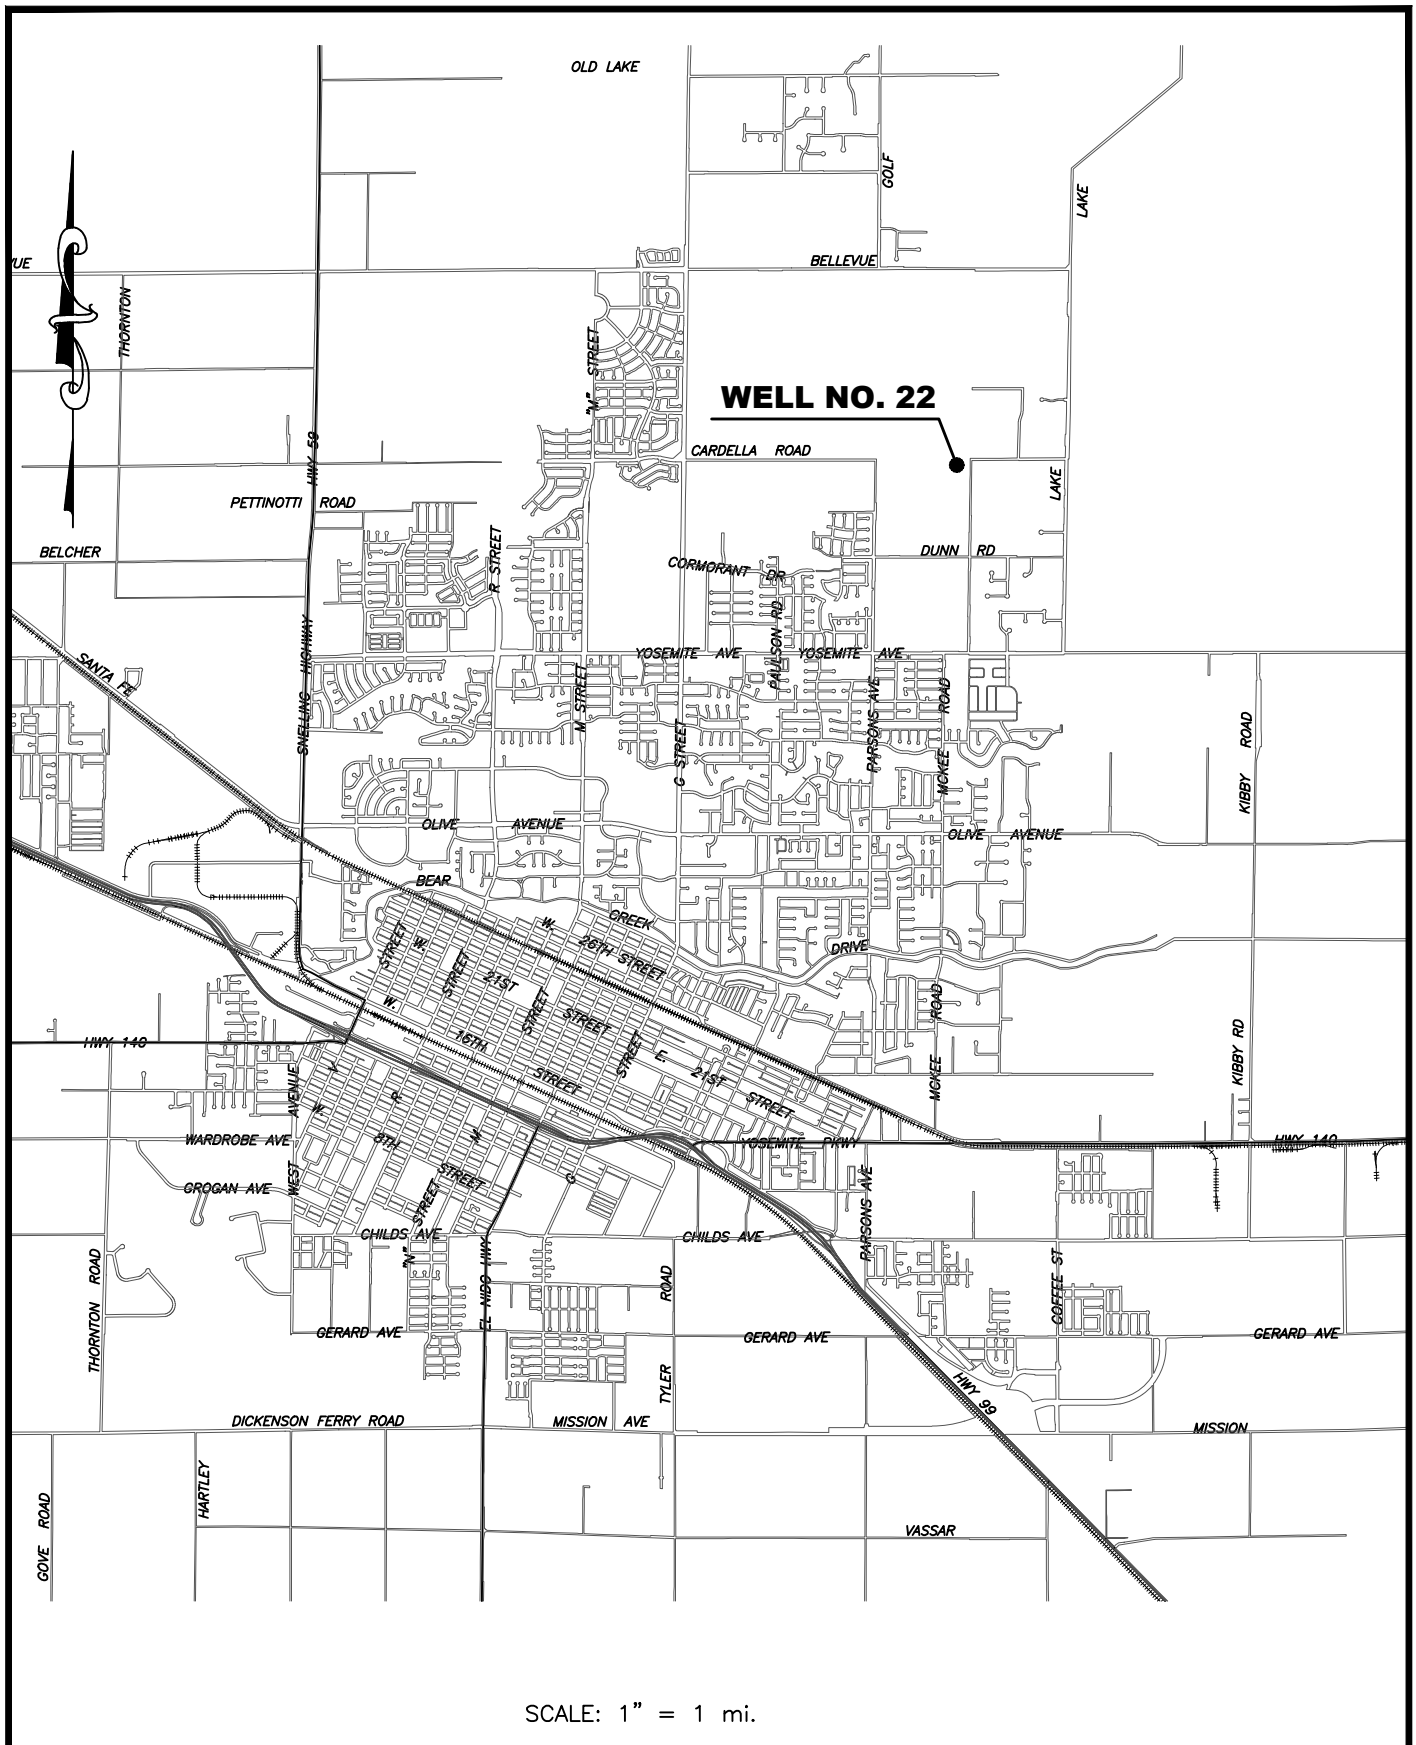 OLD LAKE
GOLF
LAKE
UE
BELLEVUE
THORNTON
"M" STREET
WELL NO. 22
HWY 59
CARDELLA ROAD
LAKE
PETTINOTTI ROAD
BELCHER
R STREET
DUNN RD
CORMORANT DR
PAULSON RD
SNELLING HIGHWAY
YOSEMITE AVE
YOSEMITE AVE
SANTA FE
M STREET
G STREET
PARSONS AVE
MCKEE ROAD
KIBBY ROAD
OLIVE AVENUE
OLIVE AVENUE
BEAR
CREEK
DRIVE
STREET
W.
STREET
21ST
W.
26TH STREET
STREET
STREET
STREET
W.
16TH
STREET
E.
21ST
STREET
MCKEE ROAD
KIBBY RD
HWY 140
AVENUE
WEST
V
W.
R
8TH
M
STREET
G
WARDROBE AVE
YOSEMITE PKWY
HWY 140
GROGAN AVE
STREET
"N"
CHILDS AVE
CHILDS AVE
PARSONS AVE
THORNTON ROAD
EL NIDO HWY
TYLER ROAD
COFFEE ST
GERARD AVE
GERARD AVE
GERARD AVE
HWY 99
DICKENSON FERRY ROAD
MISSION AVE
MISSION
GOVE ROAD
HARTLEY
VASSAR
SCALE: 1" = 1 mi.